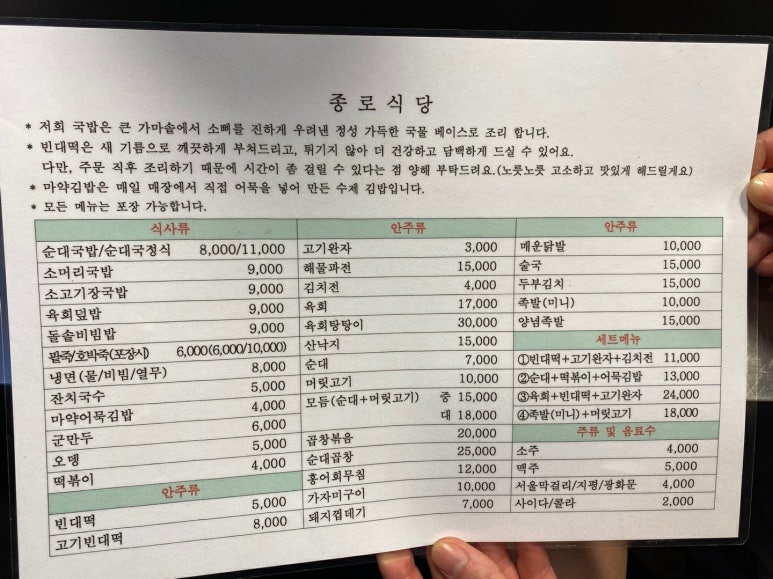 종로식당
* 저희 국밥은 큰 가마솥에서 소뼈를 진하게 우려낸 정성 가득한 국물 베이스로 조리 합니다.
* 빈대떡은 새 기름으로 깨끗하게 부쳐드리고, 튀기지 않아 더 건강하고 담백하게 드실 수 있어요.
다만, 주문 직후 조리하기 때문에 시간이 좀 걸릴 수 있다는 점 양해 부탁드려요.(노릇노릇 고소하고 맛있게 해드릴게요)
* 마약김밥은 매일 매장에서 직접 어묵을 넣어 만든 수제 김밥입니다.
* 모든 메뉴는 포장 가능합니다.
식사류
순대국밥/순대국정식 8,000/11,000
소머리국밥 9,000
소고기장국밥 9,000
육회덮밥 9,000
돌솥비빔밥 9,000
팥죽/호박죽(포장시) 6,000(6,000/10,000)
냉면(물/비빔/열무) 8,000
잔치국수 5,000
마약어묵김밥 4,000
군만두 6,000
오뎅 5,000
떡볶이 4,000
안주류
빈대떡 5,000
고기빈대떡 8,000
안주류
고기완자 3,000
해물파전 15,000
김치전 4,000
육회 17,000
육회탕탕이 30,000
산낙지 15,000
순대 7,000
머릿고기 10,000
모듬(순대+머릿고기) 중 15,000
대 18,000
곱창볶음 20,000
순대곱창 25,000
홍어회무침 12,000
가자미구이 10,000
돼지껍데기 7,000
안주류
매운닭발 10,000
술국 15,000
두부김치 15,000
족발(미니) 10,000
양념족발 15,000
세트메뉴
①빈대떡+고기완자+김치전 11,000
②순대+떡볶이+어묵김밥 13,000
③육회+빈대떡+고기완자 24,000
④족발(미니)+머릿고기 18,000
주류 및 음료수
소주 4,000
맥주 5,000
서울막걸리/지평/광화문 4,000
사이다/콜라 2,000